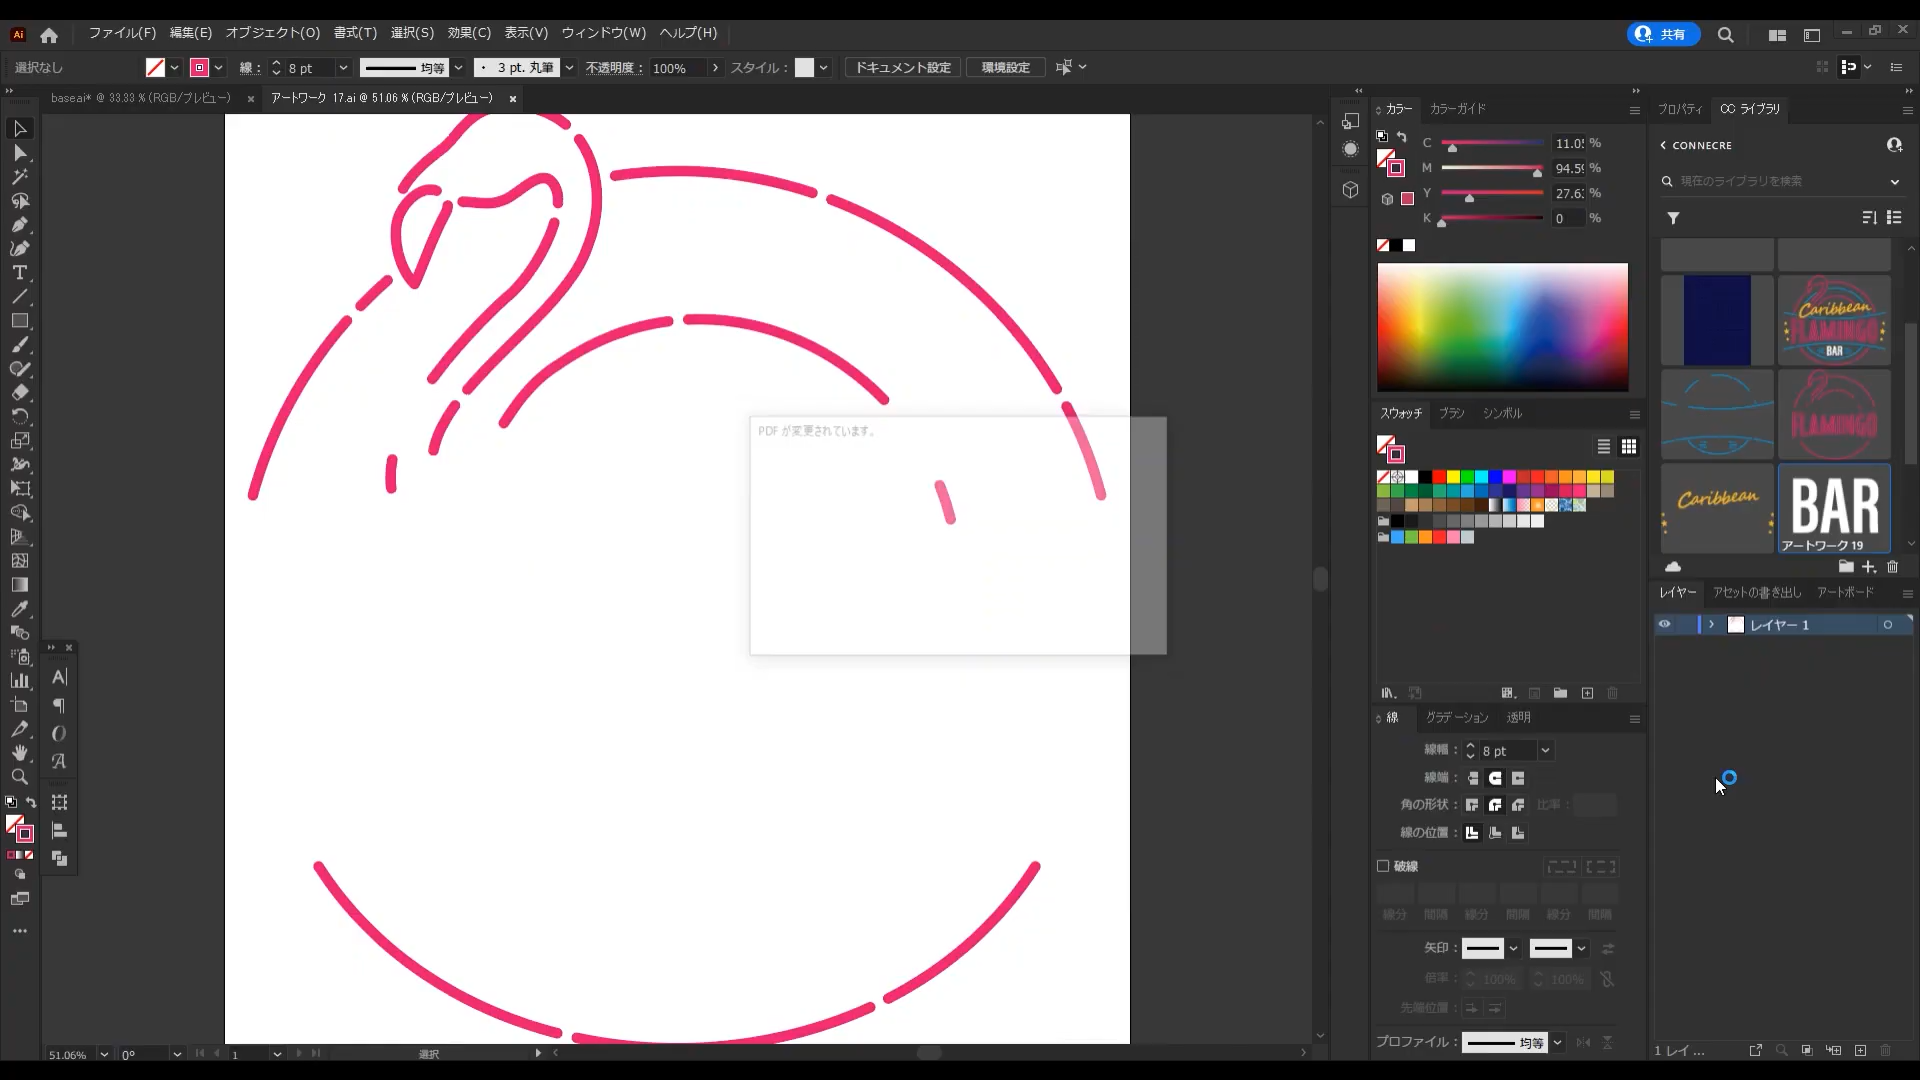 Ai
ファイル(F) 編集(E) オブジェクト(O) 書式(T) 選択(S) 効果(C) 表示(V) ウィンドウ(W) ヘルプ(H)
共有
選択なし 線： 8 pt 均等 3 pt. 丸筆 不透明度： 100% スタイル： ドキュメント設定 環境設定
base.ai* @ 33.33 % (RGB/プレビュー) × アートワーク 17.ai @ 51.06 % (RGB/プレビュー) ×
PDF が変更されています。
51.06% 0° 1 選択
カラー カラーガイド
C 11.0 %
M 94.5 %
Y 27.6 %
K 0 %
スウォッチ ブラシ シンボル
線 グラデーション 透明
線幅： 8 pt
線端：
角の形状： 比率：
線の位置：
破線
線分 間隔 線分 間隔 線分 間隔
矢印：
倍率： 100% 100%
先端位置：
プロファイル： 均等
プロパティ CC ライブラリ
CONNECRE
現在のライブラリを検索
Caribbean
FLAMINGO
BAR
FLAMINGO
Caribbean
BAR
アートワーク 19
レイヤー アセットの書き出し アートボード
レイヤー 1
1 レイ...